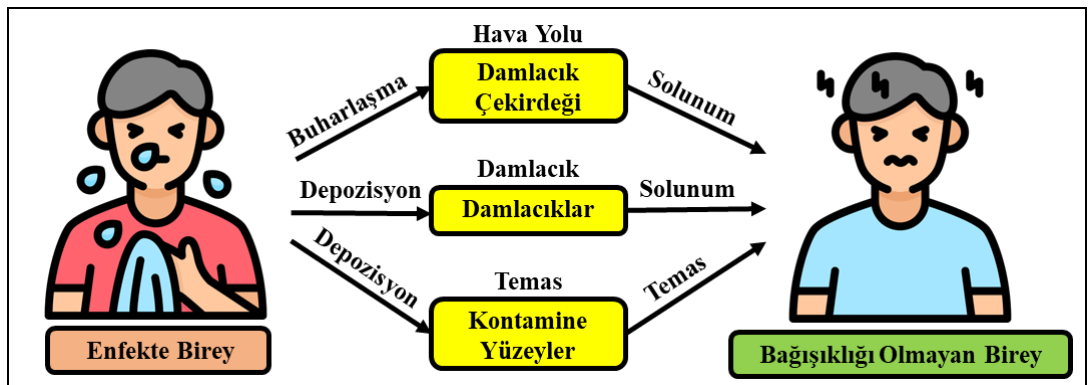 Hava Yolu
Damlacık
Çekirdeği
Buharlaşma
Solunum
Damlacık
Depozisyon
Damlacıklar
Solunum
Depozisyon
Temas
Kontamine
Yüzeyler
Temas
Enfekte Birey
Bağışıklığı Olmayan Birey